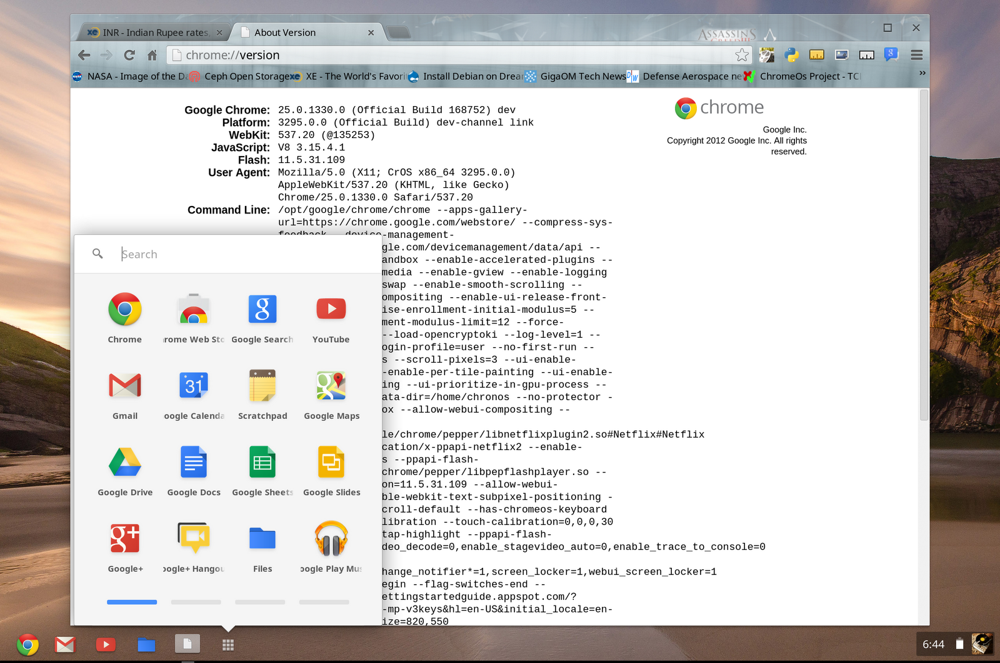 INR - Indian Rupee rates,
About Version
ASSASSINS
chrome://version
NASA - Image of the Da
Ceph Open Storage
XE - The World's Favori
Install Debian on Drea
GigaOM Tech News
Defense Aerospace ne
ChromeOs Project - TC
»
chrome
Google Inc.
Copyright 2012 Google Inc. All rights
reserved.
Google Chrome: 25.0.1330.0 (Official Build 168752) dev
Platform: 3295.0.0 (Official Build) dev-channel link
WebKit: 537.20 (@135253)
JavaScript: V8 3.15.4.1
Flash: 11.5.31.109
User Agent: Mozilla/5.0 (X11; CrOS x86_64 3295.0.0)
AppleWebKit/537.20 (KHTML, like Gecko)
Chrome/25.0.1330.0 Safari/537.20
Command Line: /opt/google/chrome/chrome --apps-gallery-
url=https://chrome.google.com/webstore/ --compress-sys-
feedback --device-management-
gle.com/devicemanagement/data/api --
andbox --enable-accelerated-plugins --
media --enable-gview --enable-logging
swap --enable-smooth-scrolling --
ompositing --enable-ui-release-front-
ise-enrollment-initial-modulus=5 --
ment-modulus-limit=12 --force-
--load-opencryptoki --log-level=1 --
ogin-profile=user --no-first-run --
s --scroll-pixels=3 --ui-enable-
-enable-per-tile-painting --ui-enable-
ing --ui-prioritize-in-gpu-process --
ata-dir=/home/chronos --no-protector -
ox --allow-webui-compositing --
le/chrome/pepper/libnetflixplugin2.so#Netflix#Netflix
cation/x-ppapi-netflix2 --enable-
s --ppapi-flash-
chrome/pepper/libpepflashplayer.so --
on=11.5.31.109 --allow-webui-
ble-webkit-text-subpixel-positioning -
croll-default --has-chromeos-keyboard
libration --touch-calibration=0,0,0,30
tap-highlight --ppapi-flash-
deo_decode=0,enable_stagevideo_auto=0,enable_trace_to_console=0
hange_notifier*=1,screen_locker=1,webui_screen_locker=1
egin --flag-switches-end --
ettingstartedguide.appspot.com/?
-mp-v3keys&hl=en-US&initial_locale=en-
ize=820,550
Search
Chrome
rome Web Sto
Google Search
YouTube
31
Gmail
oogle Calenda
Scratchpad
Google Maps
Google Drive
Google Docs
Google Sheets
Google Slides
g+
Google+
oogle+ Hangou
Files
oogle Play Mus
6:44